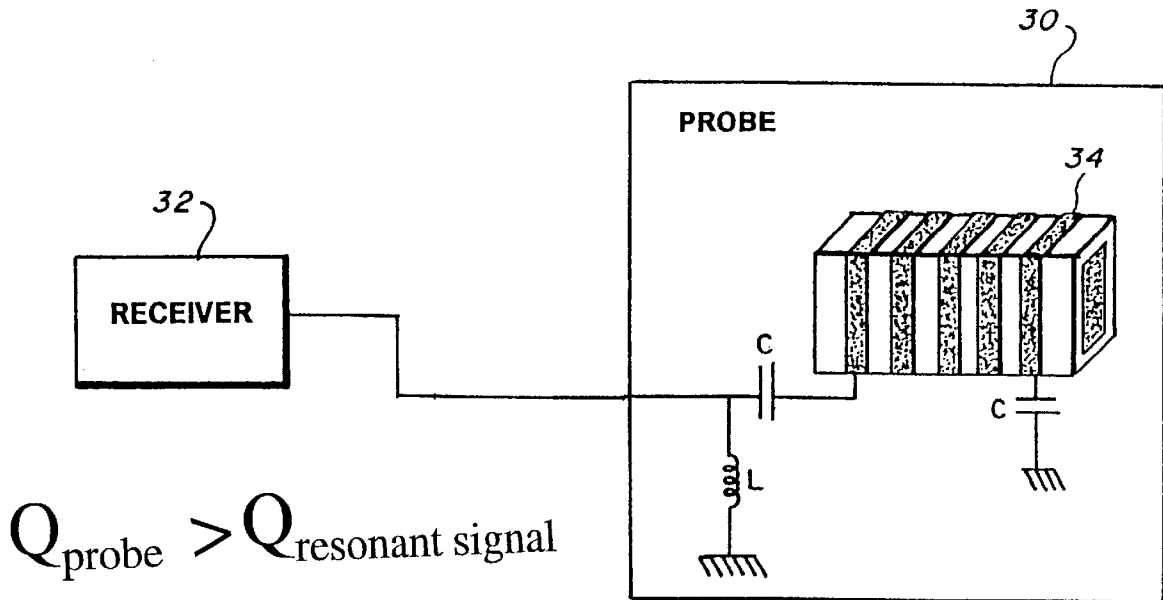 30
PROBE
34
32
RECEIVER
C
C
L
Q_probe > Q_resonant signal